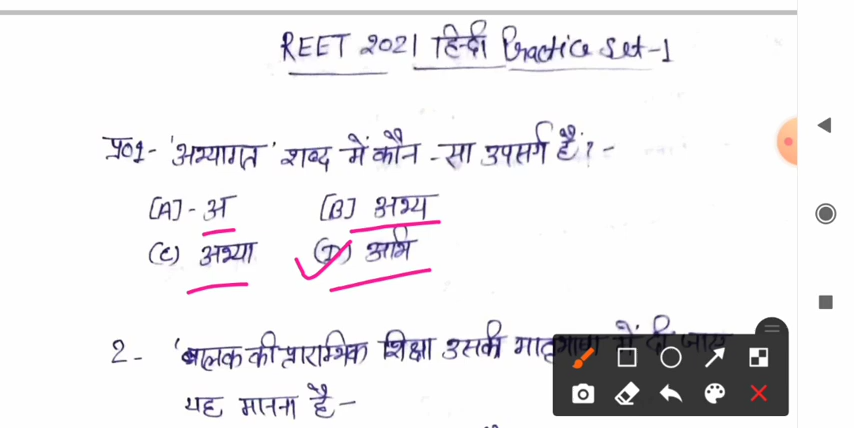 REET 2021 हिन्दी Practice set-1
प्र01- 'अभ्यागत' शब्द में कौन-सा उपसर्ग है?-
[A]- अ [B] अभ्य
(C) अभ्या (D) अभि
2- 'बालक की प्रारम्भिक शिक्षा उसकी मातृभाषा में दी जाए
यह मानना है-